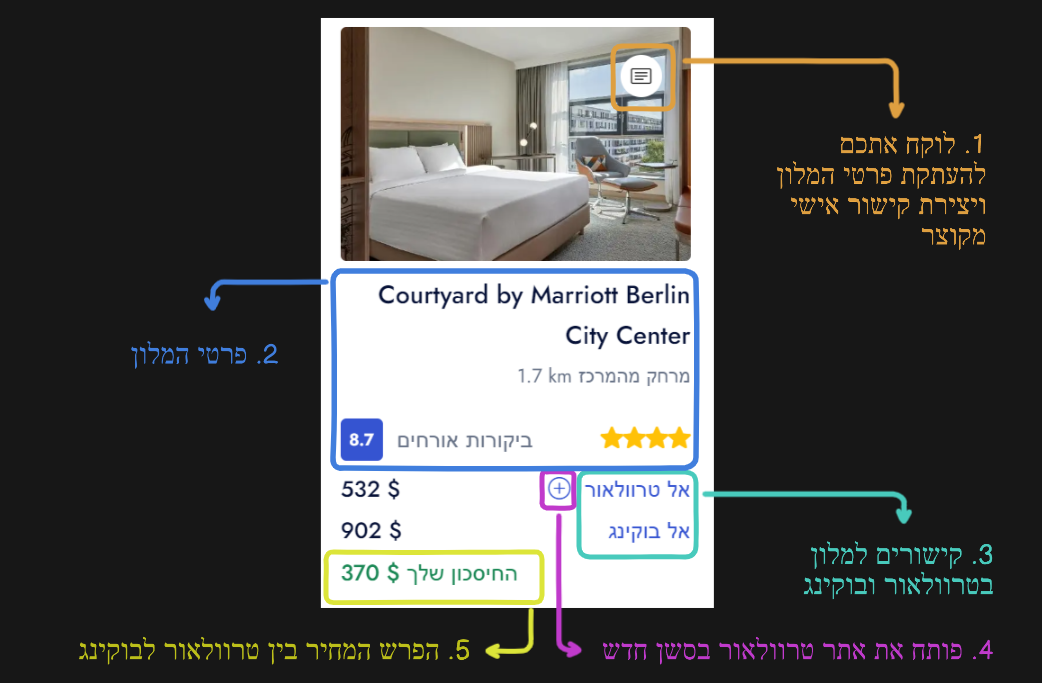 1. לוקח אתכם
להעתקת פרטי המלון
ויצירת קישור אישי
מקוצר
Courtyard by Marriott Berlin
City Center
מרחק מהמרכז 1.7 km
ביקורות אורחים 8.7
2. פרטי המלון
אל טרוולאור 532 $
אל בוקינג 902 $
החיסכון שלך 370 $
3. קישורים למלון
בטרוולאור ובוקינג
4. פותח את אתר טרוולאור בסשן חדש
5. הפרש המחיר בין טרוולאור לבוקינג